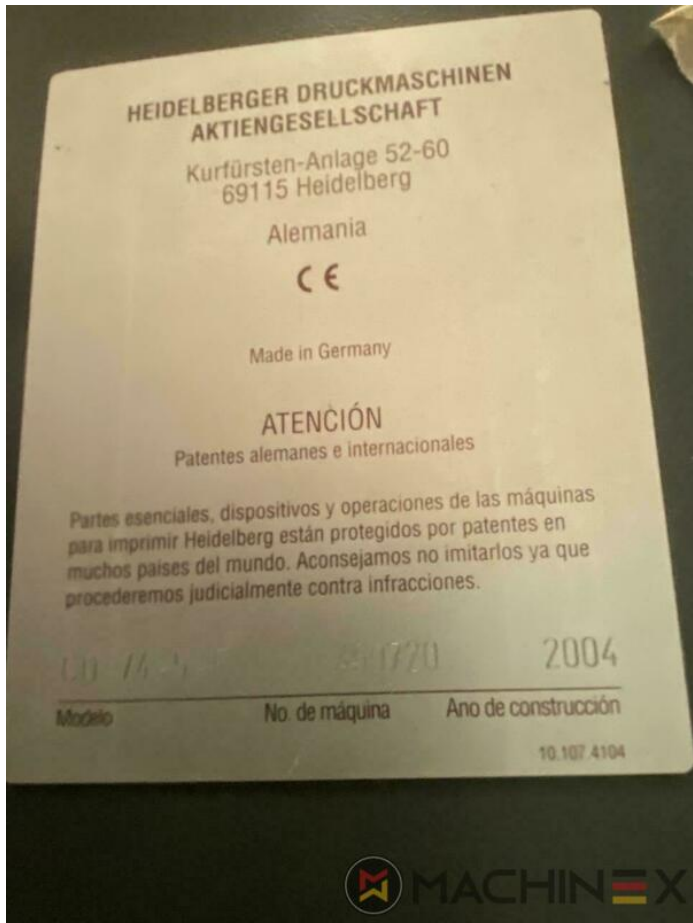 HEIDELBERGER DRUCKMASCHINEN
AKTIENGESELLSCHAFT
Kurfürsten-Anlage 52-60
69115 Heidelberg
Alemania
CE
Made in Germany
ATENCIÓN
Patentes alemanes e internacionales
Partes esenciales, dispositivos y operaciones de las máquinas
para imprimir Heidelberg están protegidos por patentes en
muchos paises del mundo. Aconsejamos no imitarlos ya que
procederemos judicialmente contra infracciones.
2004
Modelo No. de máquina Ano de construcción
10.107.4104
MACHINEX